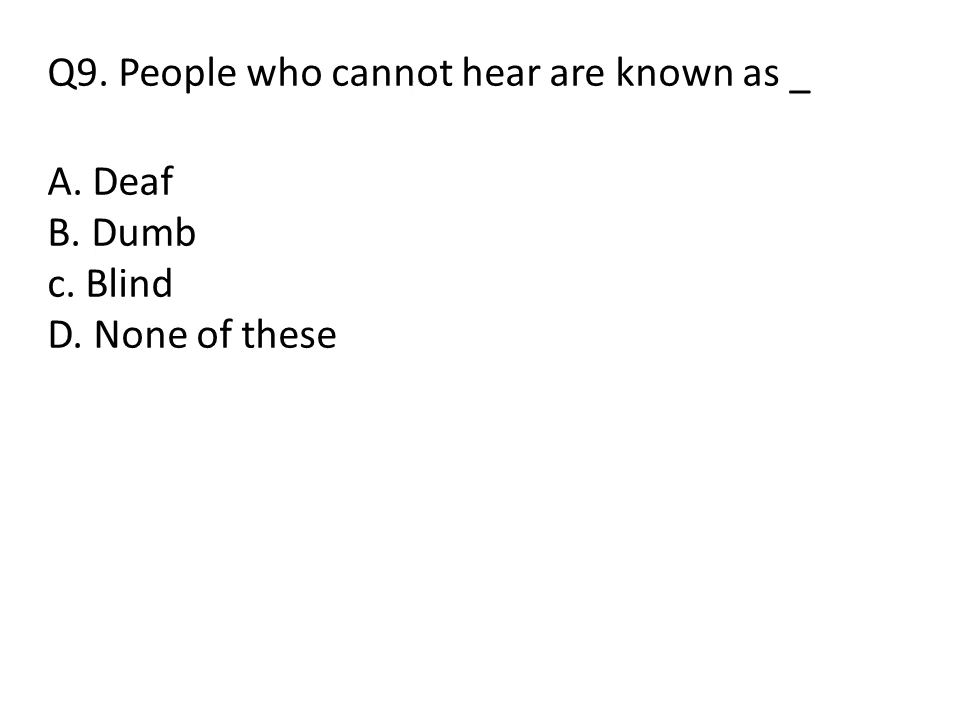 Q9. People who cannot hear are known as _
A. Deaf
B. Dumb
c. Blind
D. None of these